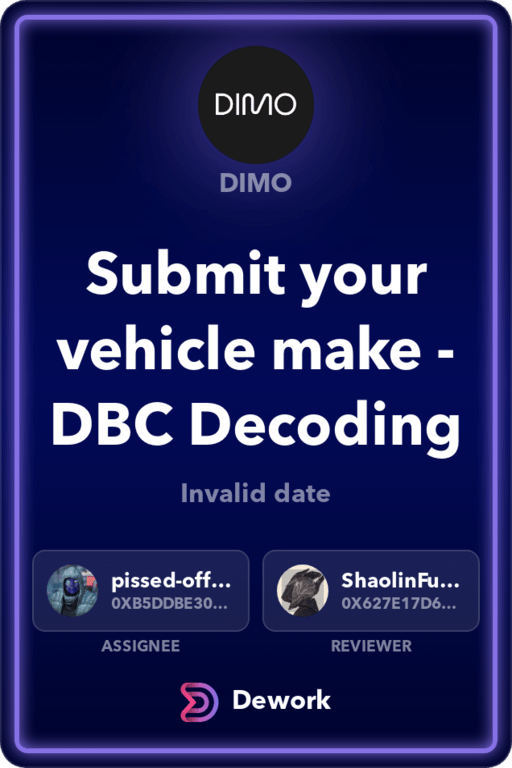 DIMO
DIMO
Submit your
vehicle make -
DBC Decoding
Invalid date
pissed-off...
0XB5DDBE30...
ASSIGNEE
ShaolinFu...
0X627E17D6...
REVIEWER
Dework